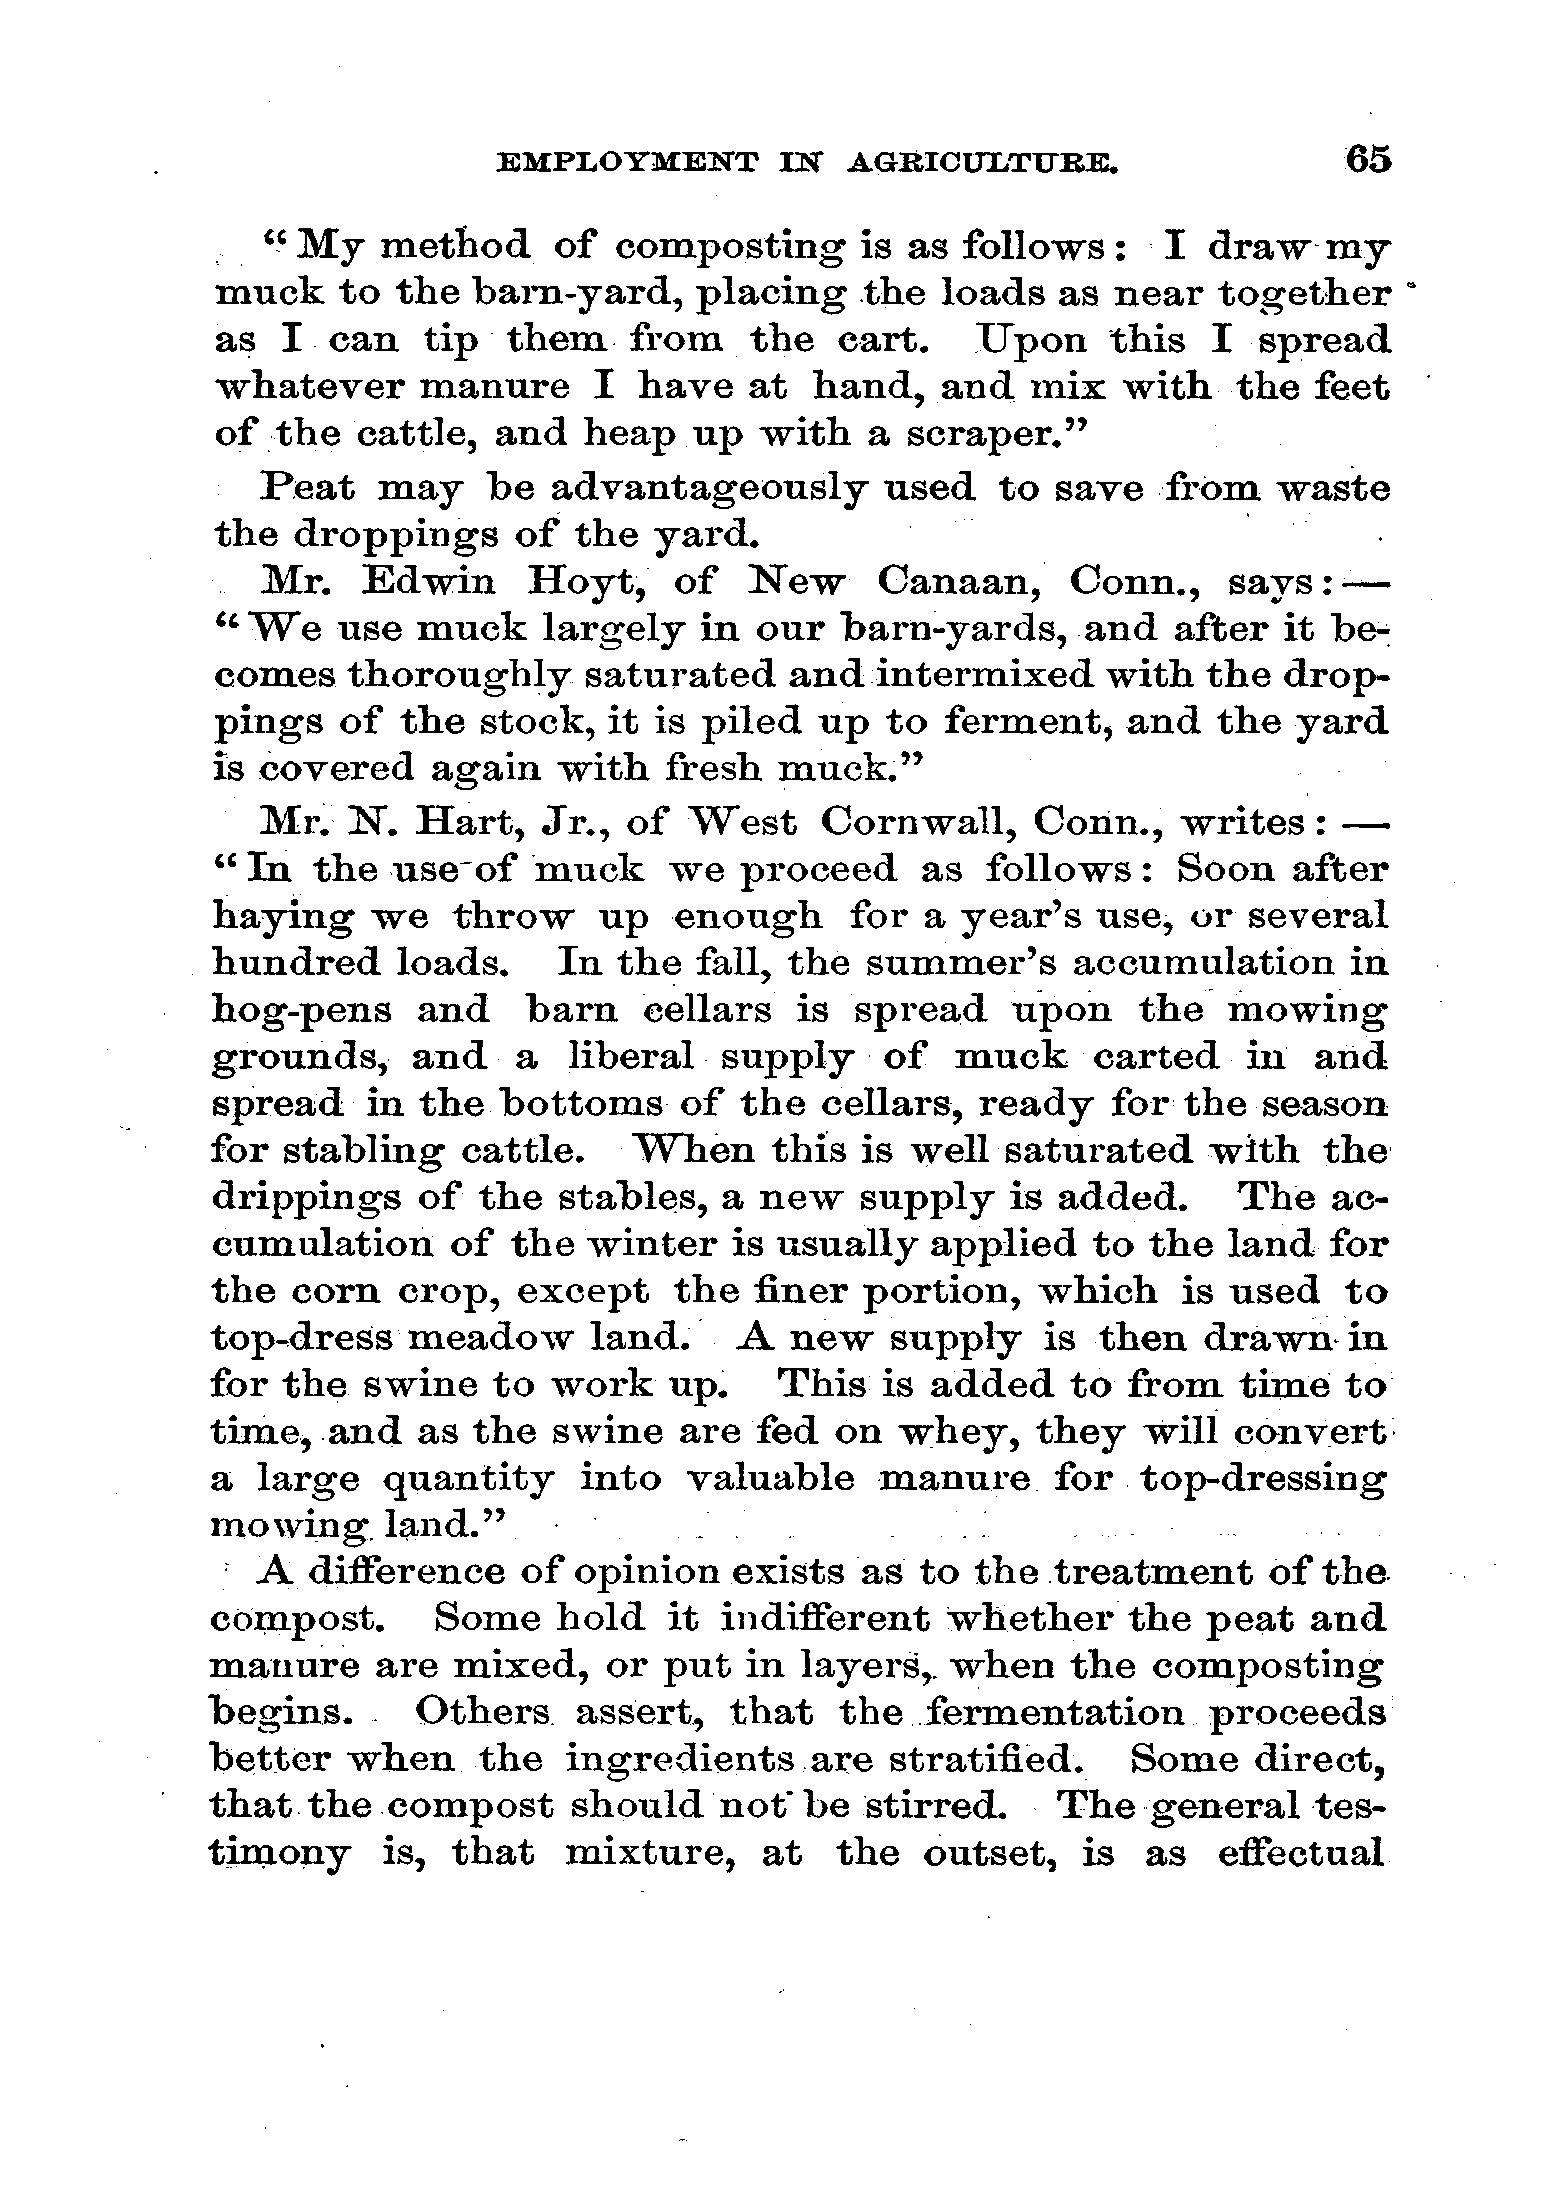 EMPLOYMENT IN AGRICULTURE. 65
“ My method of composting is as follows : I draw my
muck to the barn-yard, placing the loads as near together
as I can tip them from the cart. Upon this I spread
whatever manure I have at hand, and mix with the feet
of the cattle, and heap up with a scraper.”
Peat may be advantageously used to save from waste
the droppings of the yard.
Mr. Edwin Hoyt, of New Canaan, Conn., says: —
“ We use muck largely in our barn-yards, and after it be-
comes thoroughly saturated and intermixed with the drop-
pings of the stock, it is piled up to ferment, and the yard
is covered again with fresh muck.”
Mr. N. Hart, Jr., of West Cornwall, Conn., writes : —
“ In the use of muck we proceed as follows : Soon after
haying we throw up enough for a year’s use, or several
hundred loads. In the fall, the summer’s accumulation in
hog-pens and barn cellars is spread upon the mowing
grounds, and a liberal supply of muck carted in and
spread in the bottoms of the cellars, ready for the season
for stabling cattle. When this is well saturated with the
drippings of the stables, a new supply is added. The ac-
cumulation of the winter is usually applied to the land for
the corn crop, except the finer portion, which is used to
top-dress meadow land. A new supply is then drawn in
for the swine to work up. This is added to from time to
time, and as the swine are fed on whey, they will convert
a large quantity into valuable manure for top-dressing
mowing land.”
A difference of opinion exists as to the treatment of the
compost. Some hold it indifferent whether the peat and
manure are mixed, or put in layers, when the composting
begins. Others assert, that the fermentation proceeds
better when the ingredients are stratified. Some direct,
that the compost should not be stirred. The general tes-
timony is, that mixture, at the outset, is as effectual